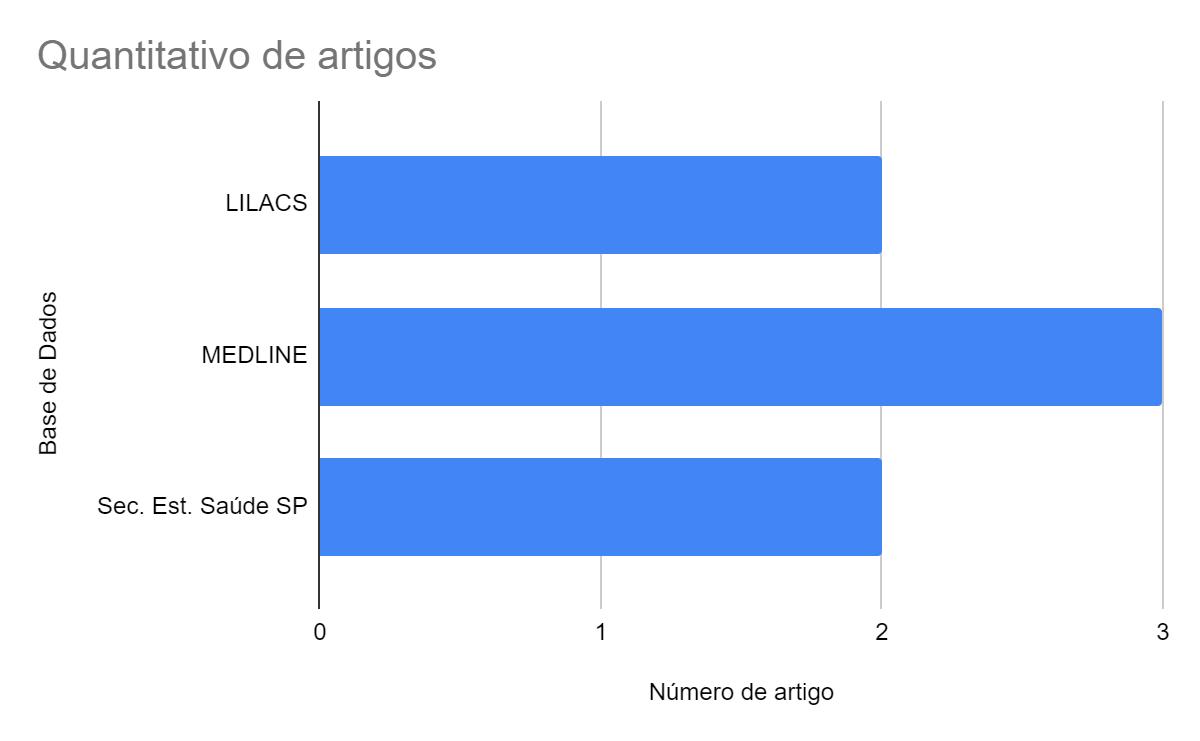 Quantitativo de artigos
Base de Dados
LILACS
MEDLINE
Sec. Est. Saúde SP
0
1
2
3
Número de artigo